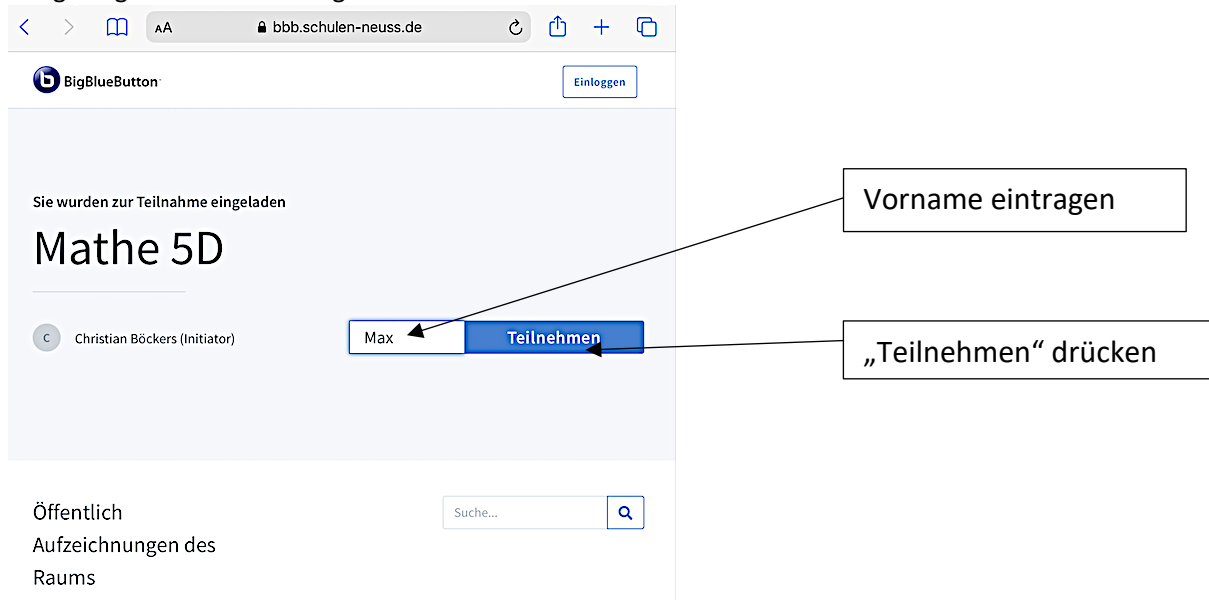 AA bbb.schulen-neuss.de
b BigBlueButton Einloggen
Sie wurden zur Teilnahme eingeladen
Mathe 5D
C Christian Böckers (Initiator) Max Teilnehmen
Vorname eintragen
„Teilnehmen“ drücken
Öffentlich
Aufzeichnungen des
Raums
Suche...